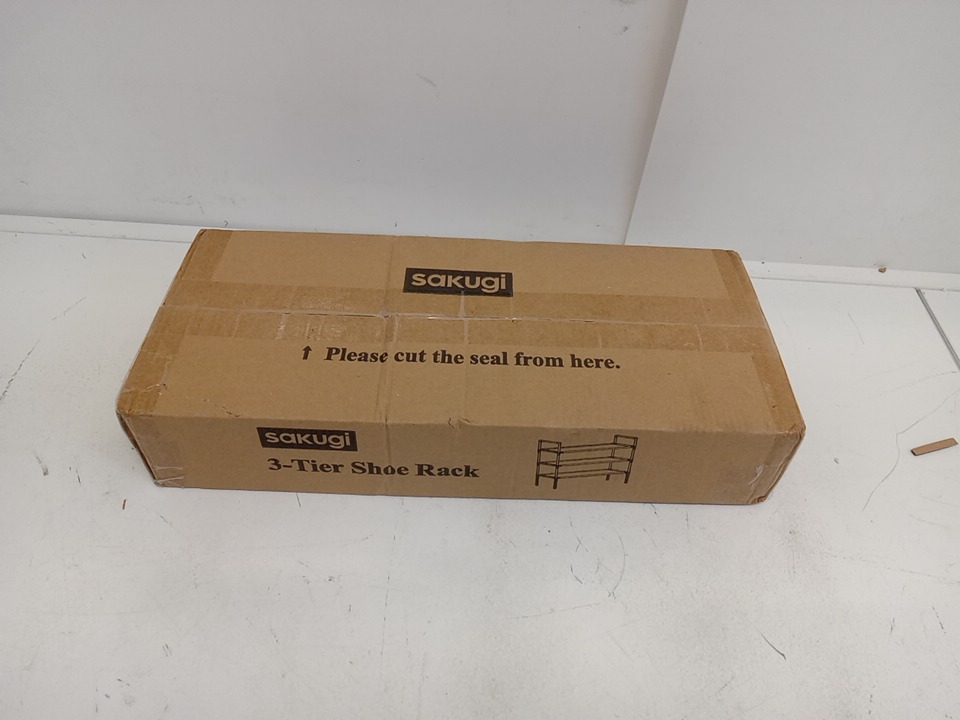 sakugi
↑ Please cut the seal from here.
sakugi
3-Tier Shoe Rack